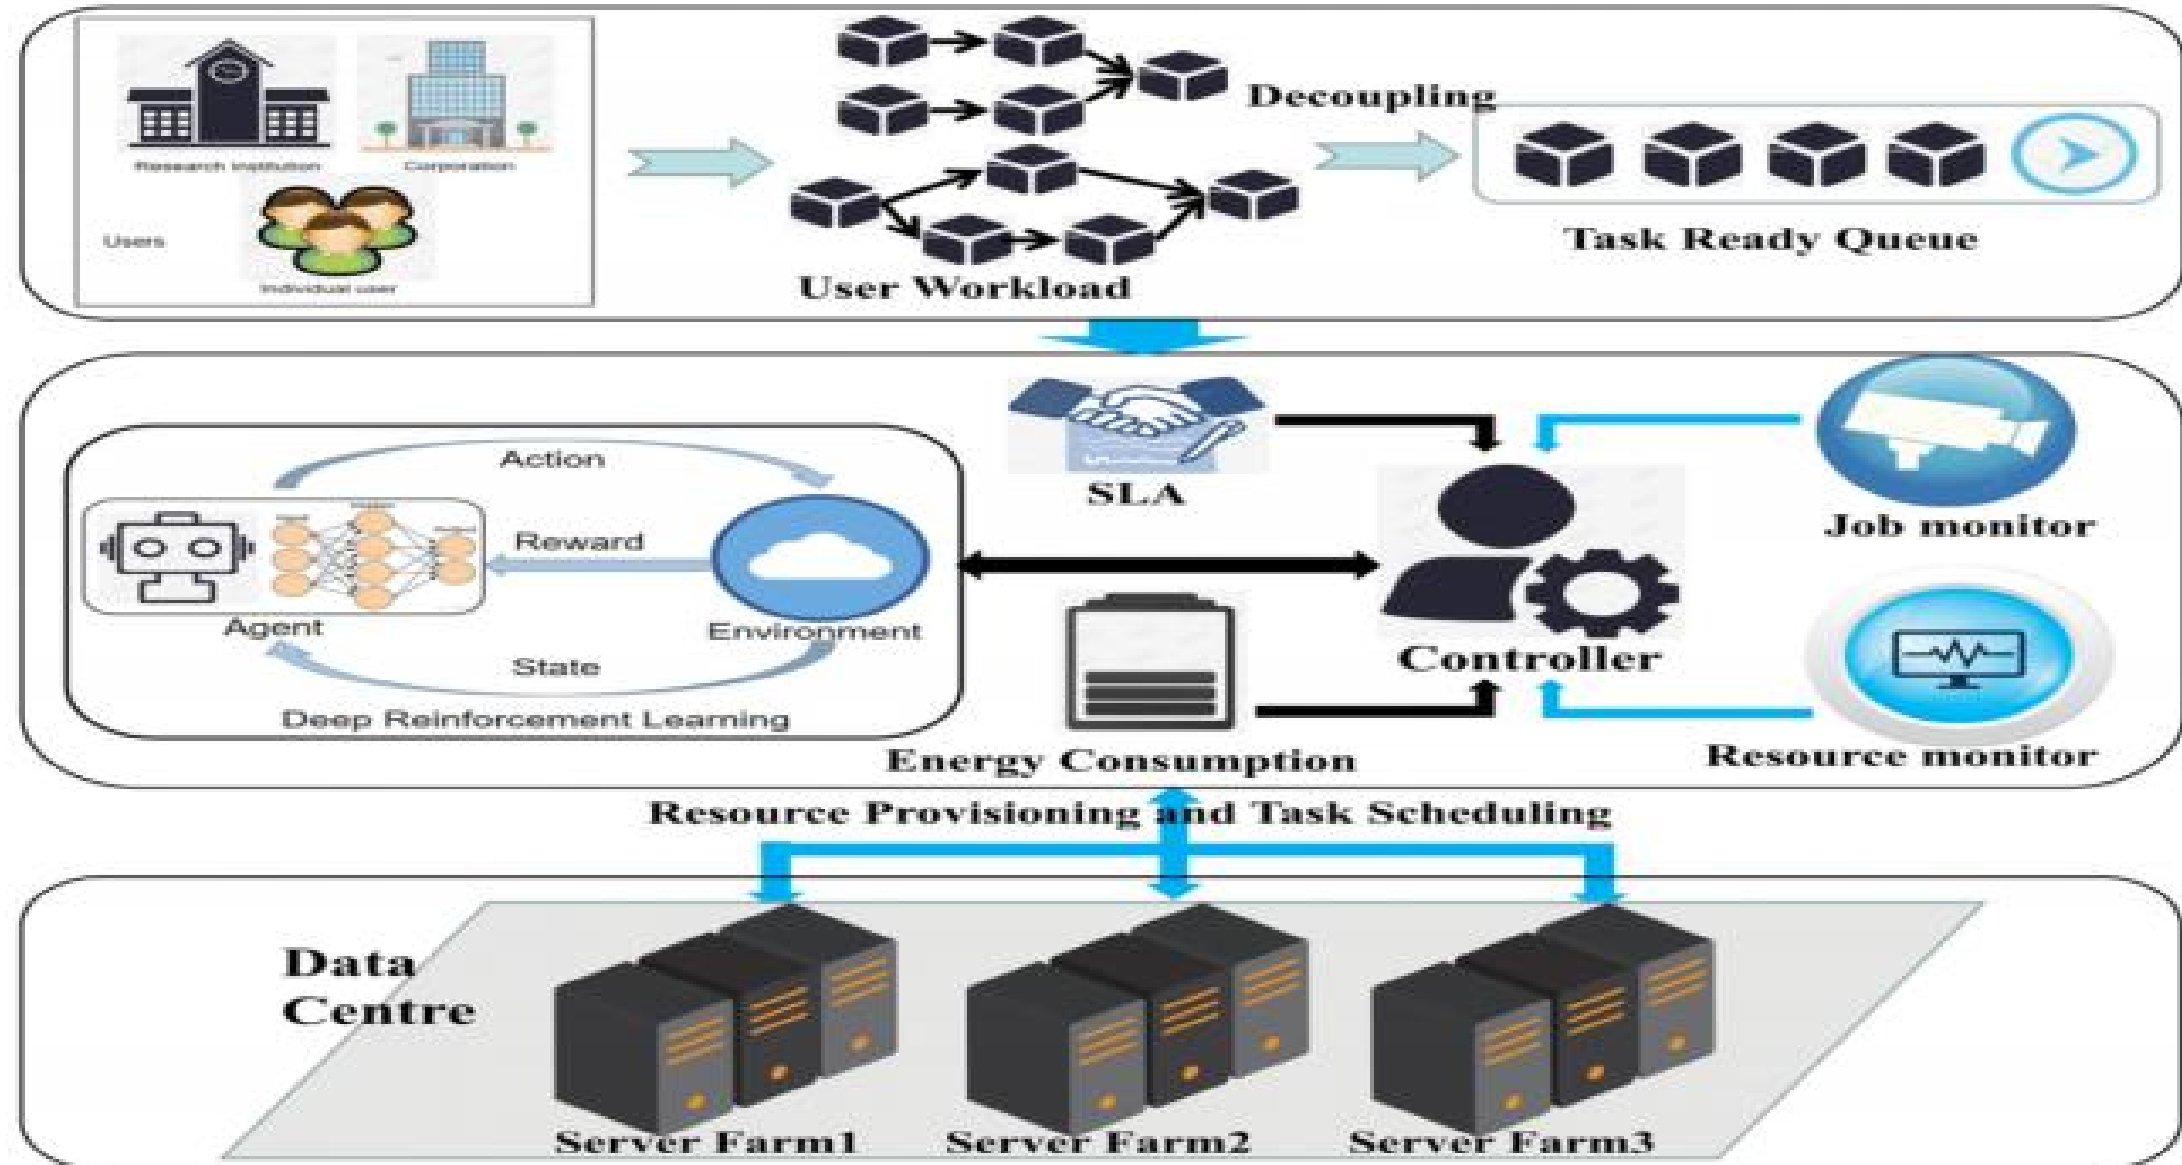 Research institution
Corporation
Users
Individual user
User Workload
Decoupling
Task Ready Queue
Action
Reward
Agent
Environment
State
Deep Reinforcement Learning
SLA
Controller
Job monitor
Energy Consumption
Resource monitor
Resource Provisioning and Task Scheduling
Data
Centre
Server Farm1
Server Farm2
Server Farm3